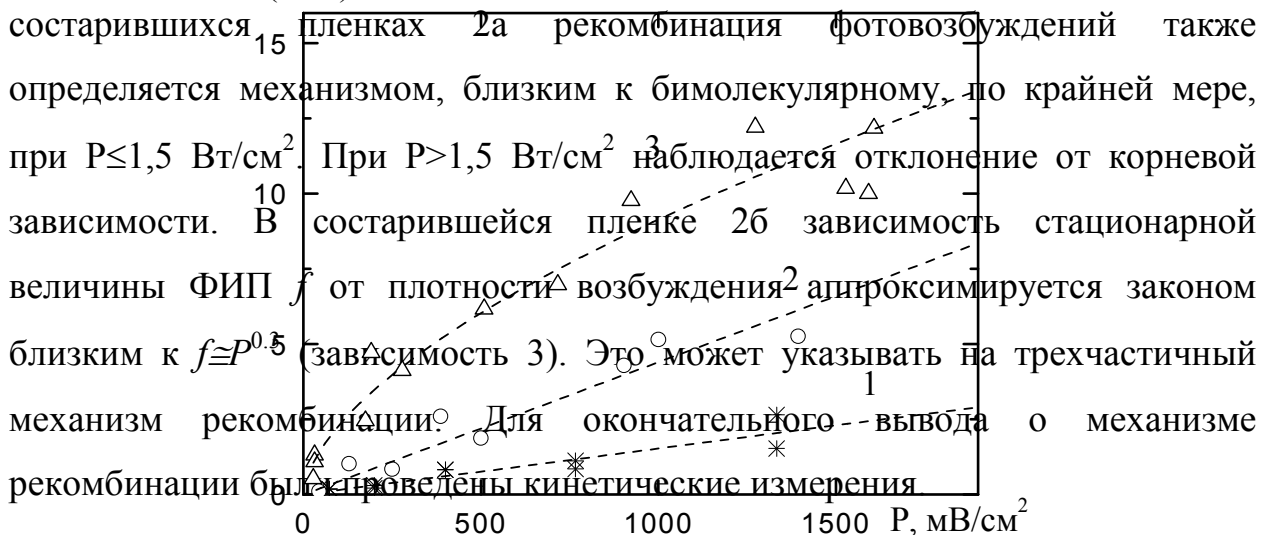 состарившихся пленках 2а рекомбинация фотовозбуждений также
определяется механизмом, близким к бимолекулярному, по крайней мере,
при P≤1,5 Вт/см². При P>1,5 Вт/см² наблюдается отклонение от корневой
зависимости. В состарившейся пленке 2б зависимость стационарной
величины ФИП f от плотности возбуждения аппроксимируется законом
близким к f≅P^0.3 (зависимость 3). Это может указывать на трехчастичный
механизм рекомбинации. Для окончательного вывода о механизме
рекомбинации были проведены кинетические измерения.
15
10
5
0
3
2
1
0 500 1000 1500 P, мВ/см²